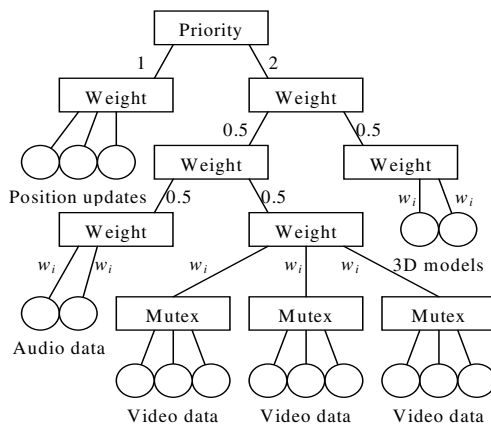 Priority
1 2
Weight Weight
0.5 0.5
Weight Weight
Position updates
0.5 0.5
w_i w_i
Weight Weight
3D models
w_i w_i
w_i w_i w_i
Mutex Mutex Mutex
Audio data
Video data Video data Video data